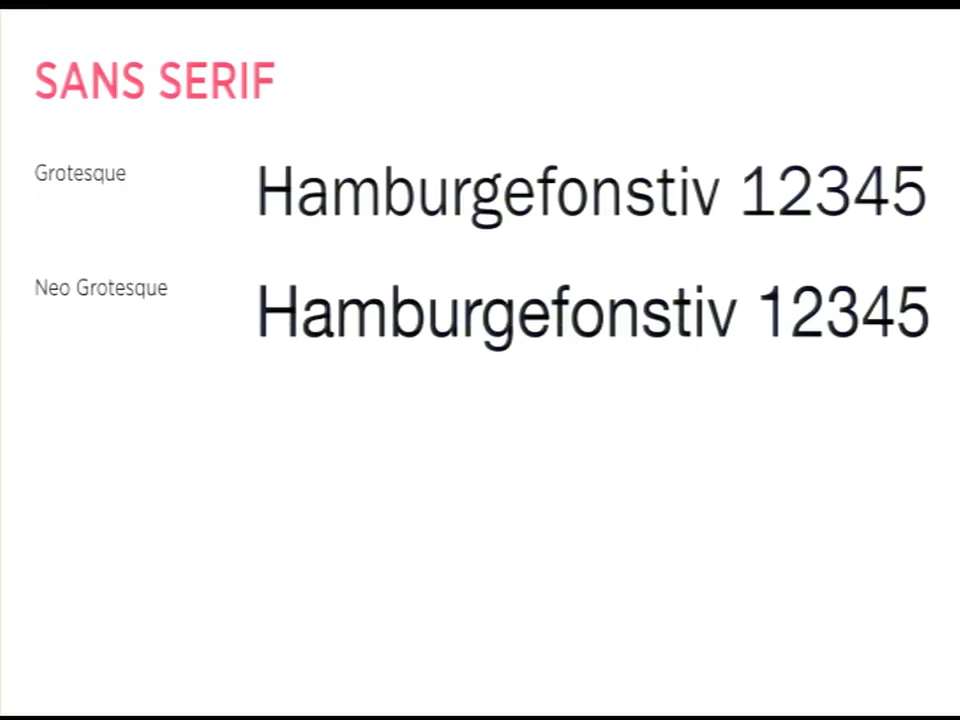 SANS SERIF
Grotesque
Hamburgefonstiv 12345
Neo Grotesque
Hamburgefonstiv 12345